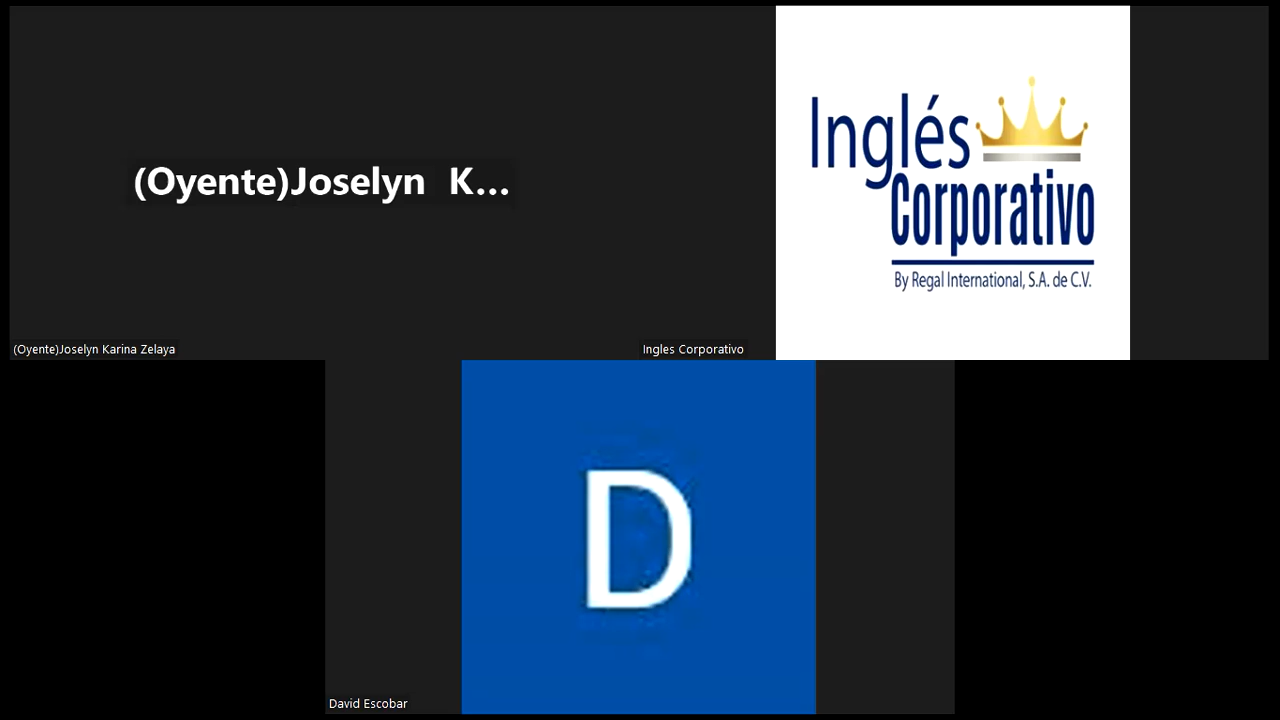 (Oyente)Joselyn K...
(Oyente)Joselyn Karina Zelaya
Inglés
Corporativo
By Regal International, S.A. de C.V.
Ingles Corporativo
D
David Escobar